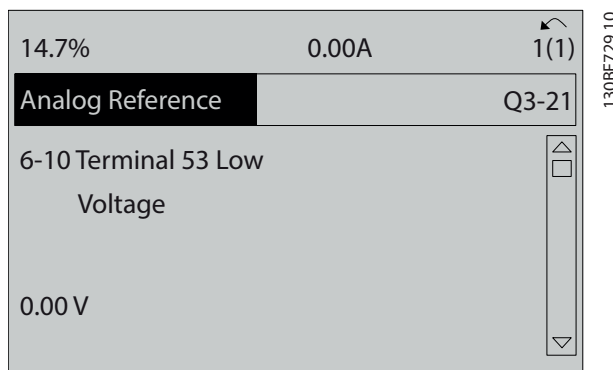 14.7% 0.00A 1(1)
Analog Reference Q3-21
6-10 Terminal 53 Low
Voltage
0.00 V
130BF729.10